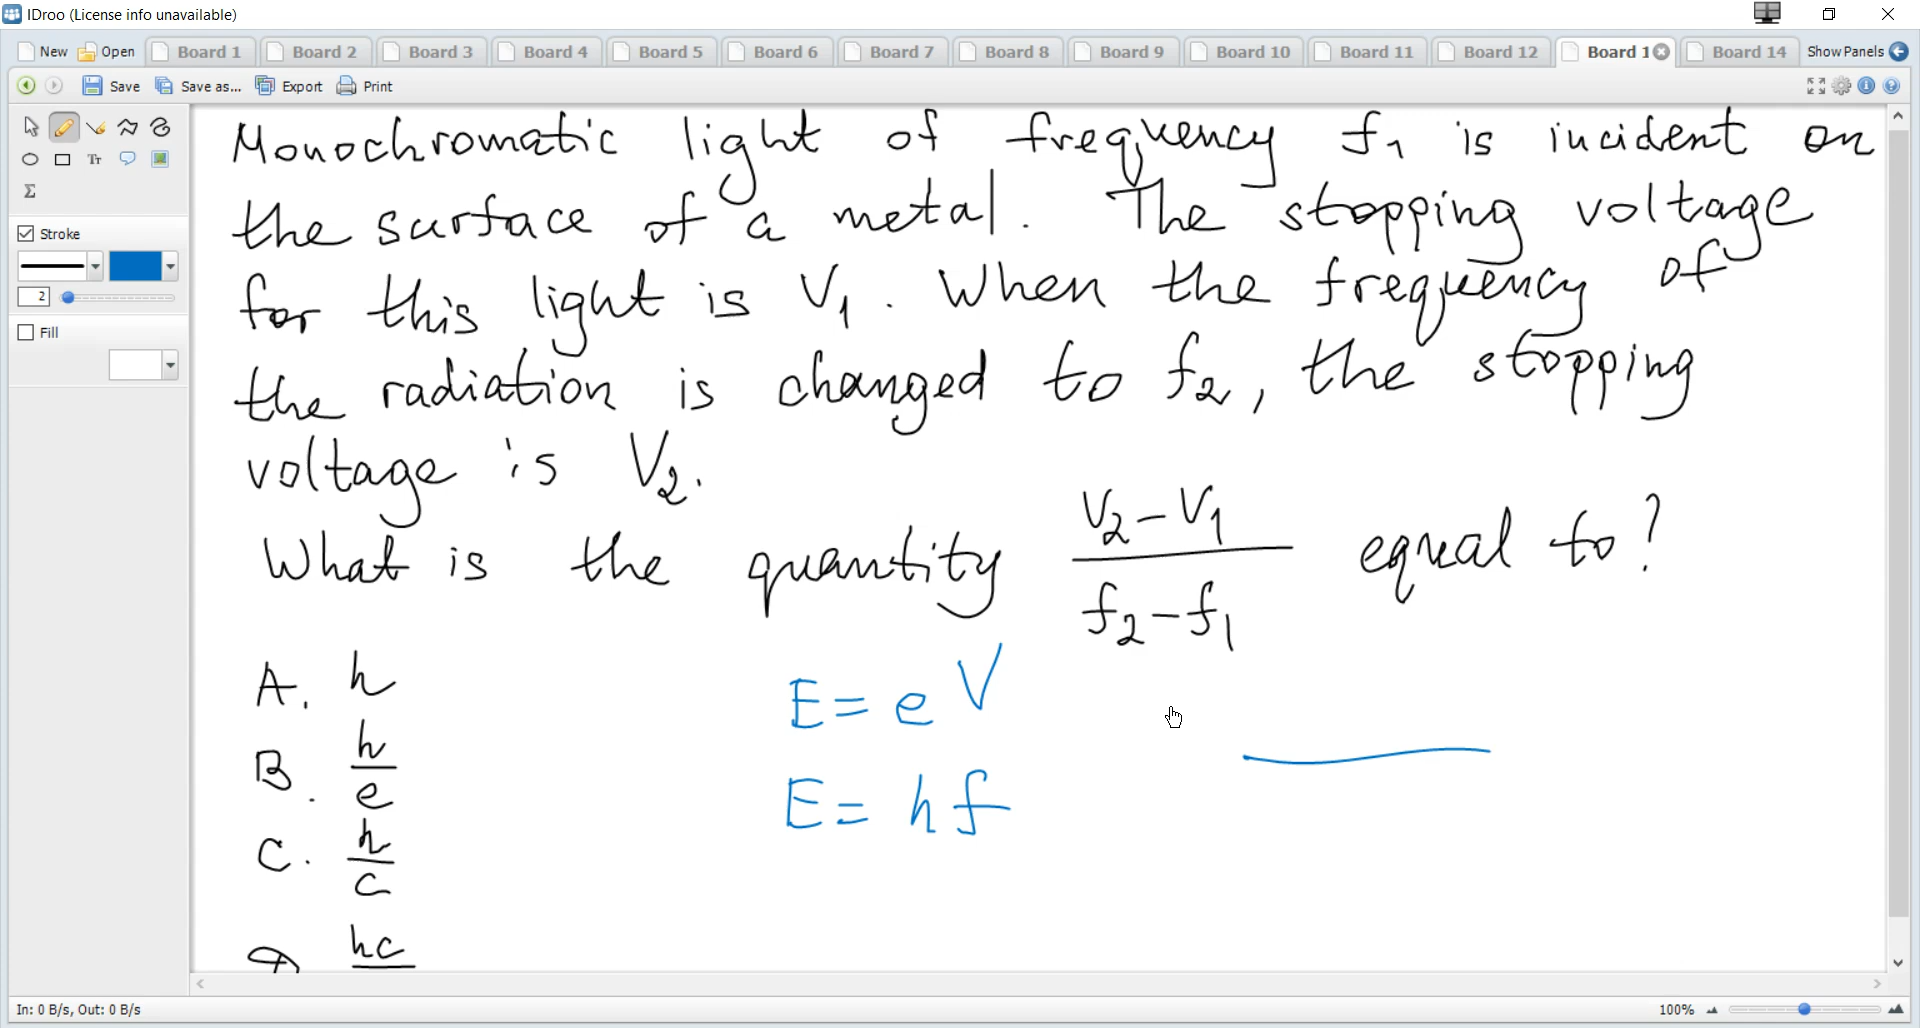 IDroo (License info unavailable)
New Open Board 1 Board 2 Board 3 Board 4 Board 5 Board 6 Board 7 Board 8 Board 9 Board 10 Board 11 Board 12 Board 1 Board 14 Show Panels
Save Save as... Export Print
Tr
Σ
Stroke
2
Fill
Monochromatic light of frequency f1 is incident on
the surface of a metal. The stopping voltage
for this light is V1. When the frequency of
the radiation is changed to f2, the stopping
voltage is V2.
What is the quantity (V2-V1)/(f2-f1) equal to?
A. h
B. h/e
C. h/c
D hc
E= eV
E= hf
In: 0 B/s, Out: 0 B/s
100%